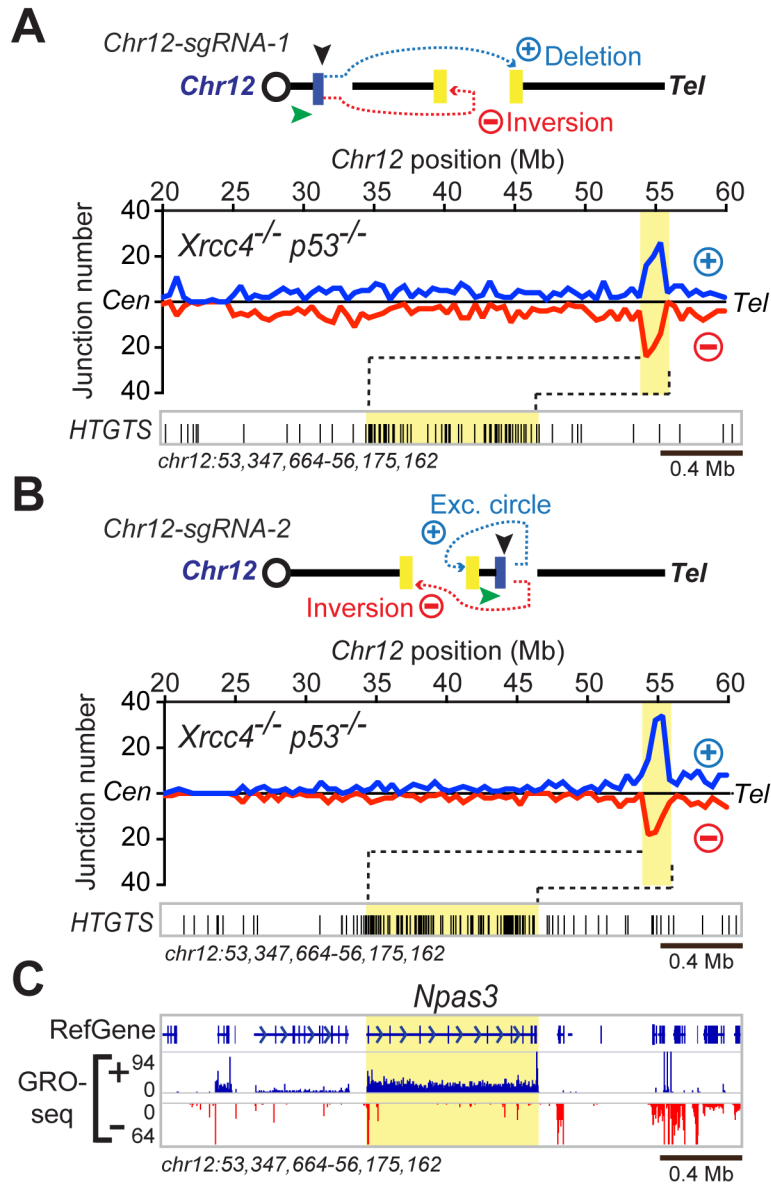 A
Chr12-sgRNA-1
⊕ Deletion
Chr12
Tel
⊖ Inversion
Chr12 position (Mb)
20 25 30 35 40 45 50 55 60
Junction number
40
20
20
40
Xrcc4-/- p53-/-
+
Cen
Tel
−
HTGTS
chr12:53,347,664-56,175,162
0.4 Mb
B
Exc. circle
Chr12-sgRNA-2
+
Chr12
Tel
Inversion ⊖
Chr12 position (Mb)
20 25 30 35 40 45 50 55 60
Junction number
40
20
20
40
Xrcc4-/- p53-/-
+
Cen
Tel
−
HTGTS
chr12:53,347,664-56,175,162
0.4 Mb
C
Npas3
RefGene
GRO-
seq
+
−
94
0
0
64
chr12:53,347,664-56,175,162
0.4 Mb